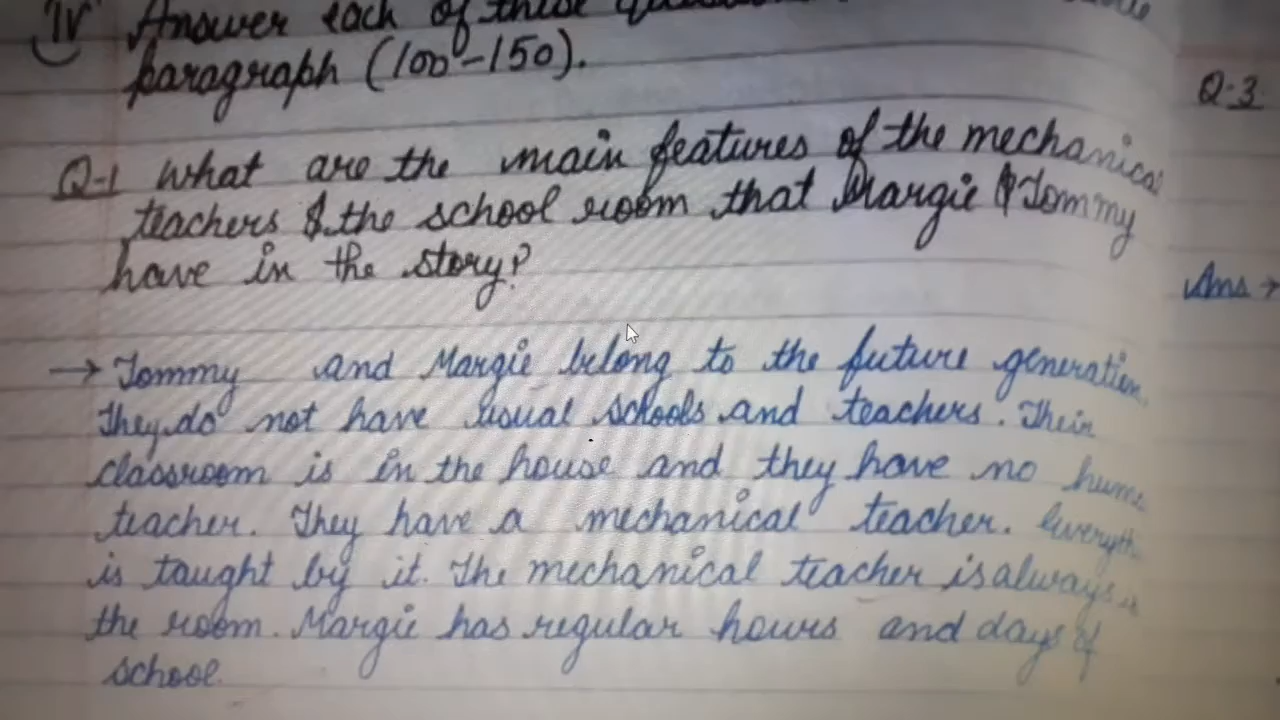 IV Answer each of these
paragraph (100-150).
Q-1 What are the main features of the mechanical
teachers & the school room that Margie & Tommy
have in the story?
→ Tommy and Margie belong to the future generation.
They do not have usual schools and teachers. Their
classroom is in the house and they have no
teacher. They have a mechanical teacher.
is taught by it. The mechanical teacher is always
the room. Margie has regular hours and days of
school.
Q-3
Ans →